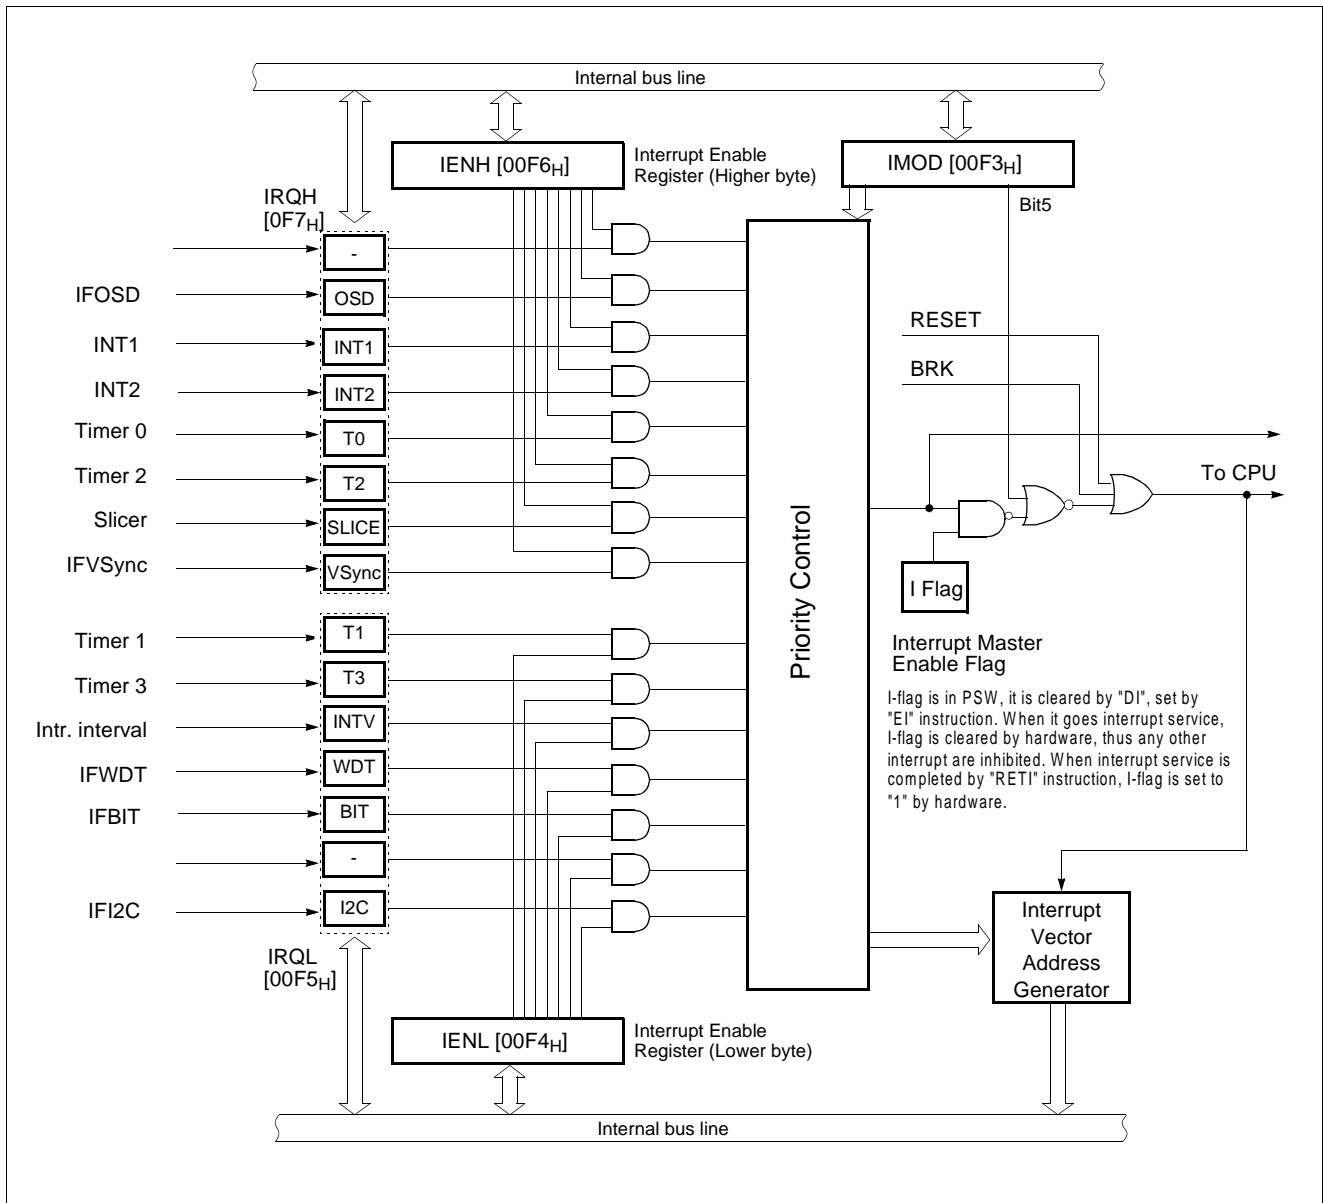 Internal bus line
IENH [00F6H]
Interrupt Enable
Register (Higher byte)
IMOD [00F3H]
Bit5
IRQH
[0F7H]
-
IFOSD
OSD
INT1
INT1
INT2
INT2
Timer 0
T0
Timer 2
T2
Slicer
SLICE
IFVSync
VSync
Timer 1
T1
Timer 3
T3
Intr. interval
INTV
IFWDT
WDT
IFBIT
BIT
-
IFI2C
I2C
IRQL
[00F5H]
IENL [00F4H]
Interrupt Enable
Register (Lower byte)
Priority Control
RESET
BRK
To CPU
I Flag
Interrupt Master
Enable Flag
I-flag is in PSW, it is cleared by "DI", set by
"EI" instruction. When it goes interrupt service,
I-flag is cleared by hardware, thus any other
interrupt are inhibited. When interrupt service is
completed by "RETI" instruction, I-flag is set to
"1" by hardware.
Interrupt
Vector
Address
Generator
Internal bus line